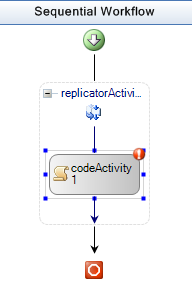 Sequential Workflow
replicatorActivi...
codeActivity
1